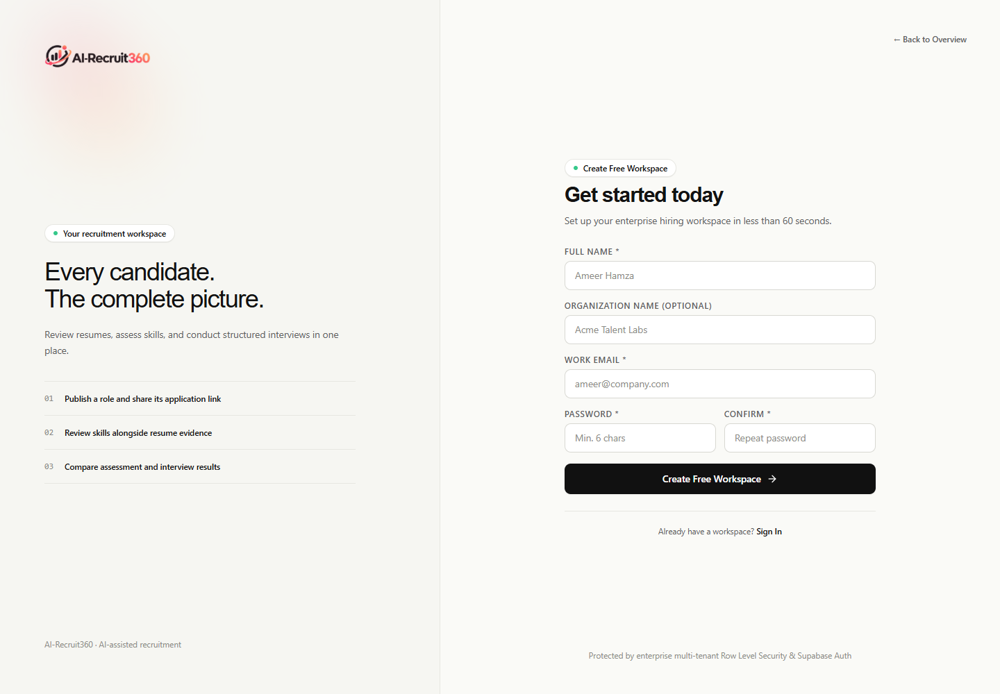 AI-Recruit360
Your recruitment workspace
Every candidate.
The complete picture.
Review resumes, assess skills, and conduct structured interviews in one
place.
01 Publish a role and share its application link
02 Review skills alongside resume evidence
03 Compare assessment and interview results
AI-Recruit360 · AI-assisted recruitment
← Back to Overview
Create Free Workspace
Get started today
Set up your enterprise hiring workspace in less than 60 seconds.
FULL NAME *
Ameer Hamza
ORGANIZATION NAME (OPTIONAL)
Acme Talent Labs
WORK EMAIL *
ameer@company.com
PASSWORD * CONFIRM *
Min. 6 chars Repeat password
Create Free Workspace →
Already have a workspace? Sign In
Protected by enterprise multi-tenant Row Level Security & Supabase Auth